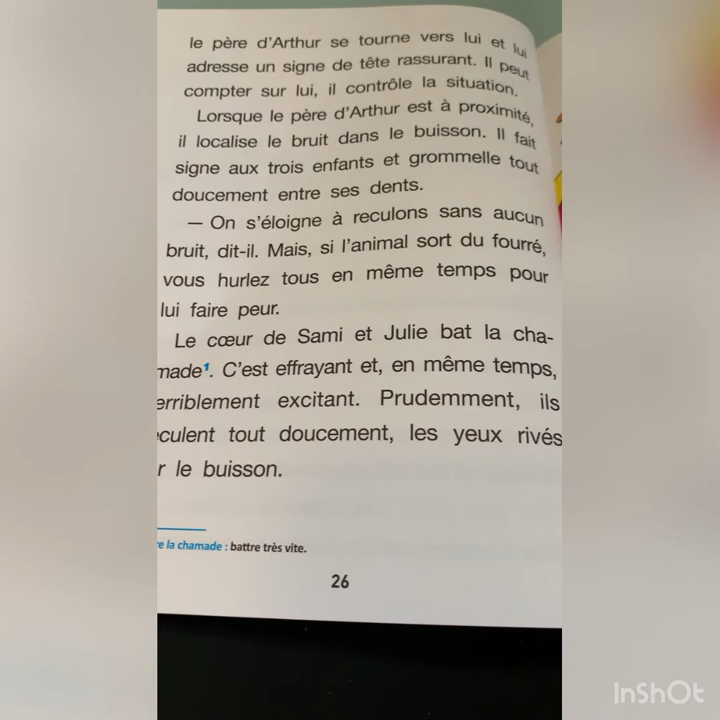 le père d'Arthur se tourne vers lui et lui
adresse un signe de tête rassurant. Il peut
compter sur lui, il contrôle la situation.
Lorsque le père d'Arthur est à proximité,
il localise le bruit dans le buisson. Il fait
signe aux trois enfants et grommelle tout
doucement entre ses dents.
— On s'éloigne à reculons sans aucun
bruit, dit-il. Mais, si l'animal sort du fourré,
vous hurlez tous en même temps pour
lui faire peur.
Le cœur de Sami et Julie bat la cha-
made¹. C'est effrayant et, en même temps,
erriblement excitant. Prudemment, ils
culent tout doucement, les yeux rivés
r le buisson.
e la chamade : battre très vite.
26
InShOt